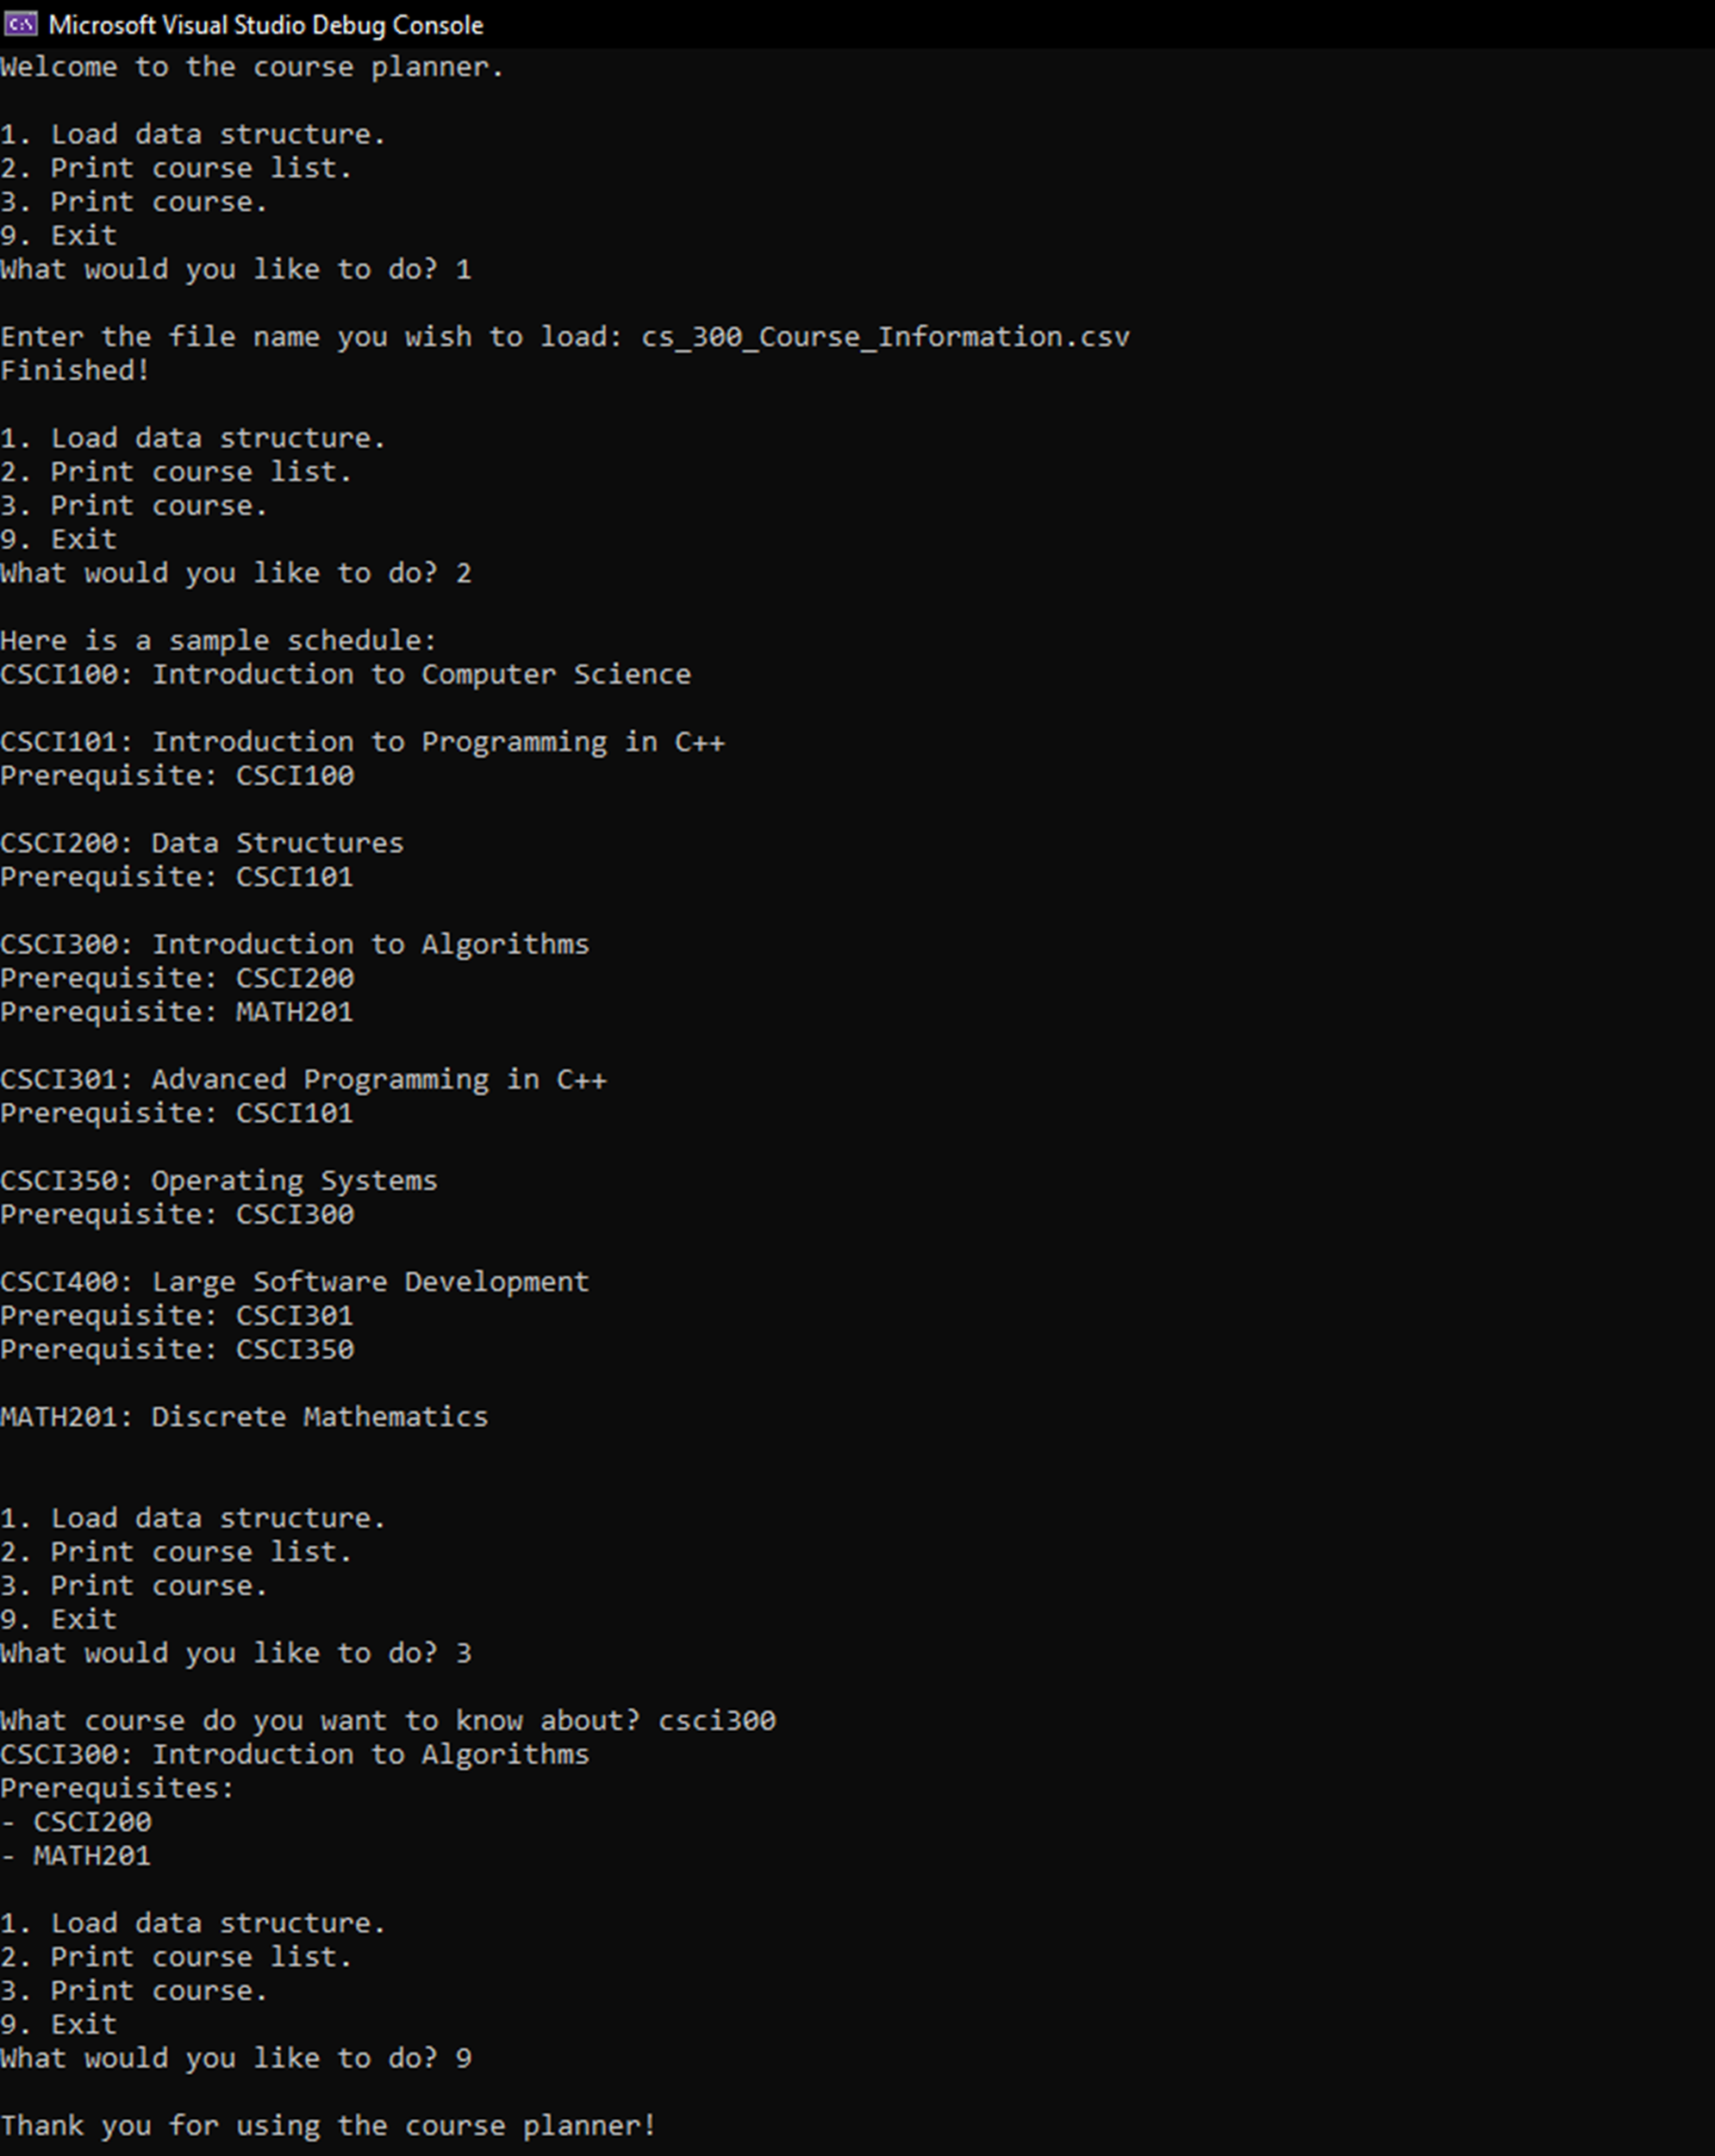 Microsoft Visual Studio Debug Console
Welcome to the course planner.
1. Load data structure.
2. Print course list.
3. Print course.
9. Exit
What would you like to do? 1
Enter the file name you wish to load: cs_300_Course_Information.csv
Finished!
1. Load data structure.
2. Print course list.
3. Print course.
9. Exit
What would you like to do? 2
Here is a sample schedule:
CSCI100: Introduction to Computer Science
CSCI101: Introduction to Programming in C++
Prerequisite: CSCI100
CSCI200: Data Structures
Prerequisite: CSCI101
CSCI300: Introduction to Algorithms
Prerequisite: CSCI200
Prerequisite: MATH201
CSCI301: Advanced Programming in C++
Prerequisite: CSCI101
CSCI350: Operating Systems
Prerequisite: CSCI300
CSCI400: Large Software Development
Prerequisite: CSCI301
Prerequisite: CSCI350
MATH201: Discrete Mathematics
1. Load data structure.
2. Print course list.
3. Print course.
9. Exit
What would you like to do? 3
What course do you want to know about? csci300
CSCI300: Introduction to Algorithms
Prerequisites:
- CSCI200
- MATH201
1. Load data structure.
2. Print course list.
3. Print course.
9. Exit
What would you like to do? 9
Thank you for using the course planner!